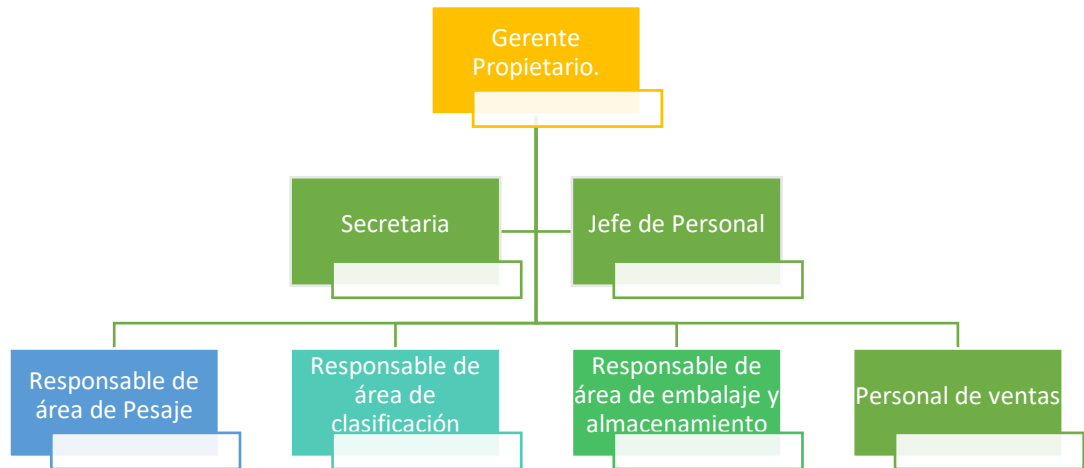 Gerente
Propietario.
Secretaria
Jefe de Personal
Responsable de
área de Pesaje
Responsable de
área de
clasificación
Responsable de
área de embalaje y
almacenamiento
Personal de ventas